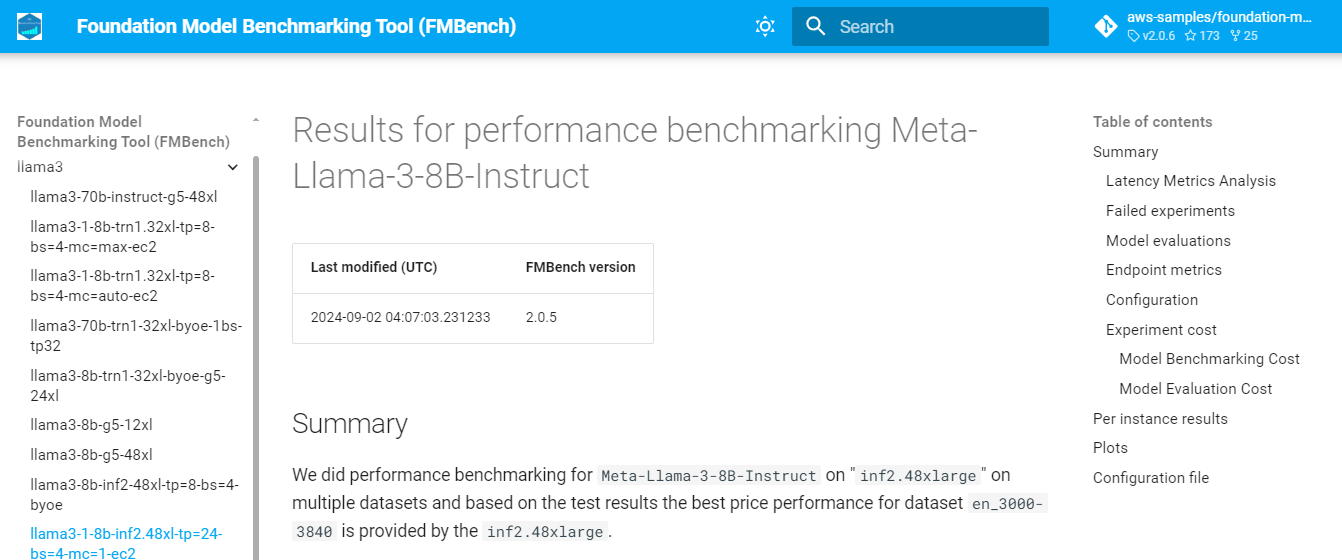 Foundation Model Benchmarking Tool (FMBench)
Search
aws-samples/foundation-m...
v2.0.6 173 25
Foundation Model
Benchmarking Tool (FMBench)
llama3
llama3-70b-instruct-g5-48xl
llama3-1-8b-trn1.32xl-tp=8-
bs=4-mc=max-ec2
llama3-1-8b-trn1.32xl-tp=8-
bs=4-mc=auto-ec2
llama3-70b-trn1-32xl-byoe-1bs-
tp32
llama3-8b-trn1-32xl-byoe-g5-
24xl
llama3-8b-g5-12xl
llama3-8b-g5-48xl
llama3-8b-inf2-48xl-tp=8-bs=4-
byoe
llama3-1-8b-inf2.48xl-tp=24-
bs=4-mc=1-ec2
Results for performance benchmarking Meta-
Llama-3-8B-Instruct
Last modified (UTC) FMBench version
2024-09-02 04:07:03.231233 2.0.5
Summary
We did performance benchmarking for Meta-Llama-3-8B-Instruct on "inf2.48xlarge" on
multiple datasets and based on the test results the best price performance for dataset en_3000-
3840 is provided by the inf2.48xlarge.
Table of contents
Summary
Latency Metrics Analysis
Failed experiments
Model evaluations
Endpoint metrics
Configuration
Experiment cost
Model Benchmarking Cost
Model Evaluation Cost
Per instance results
Plots
Configuration file